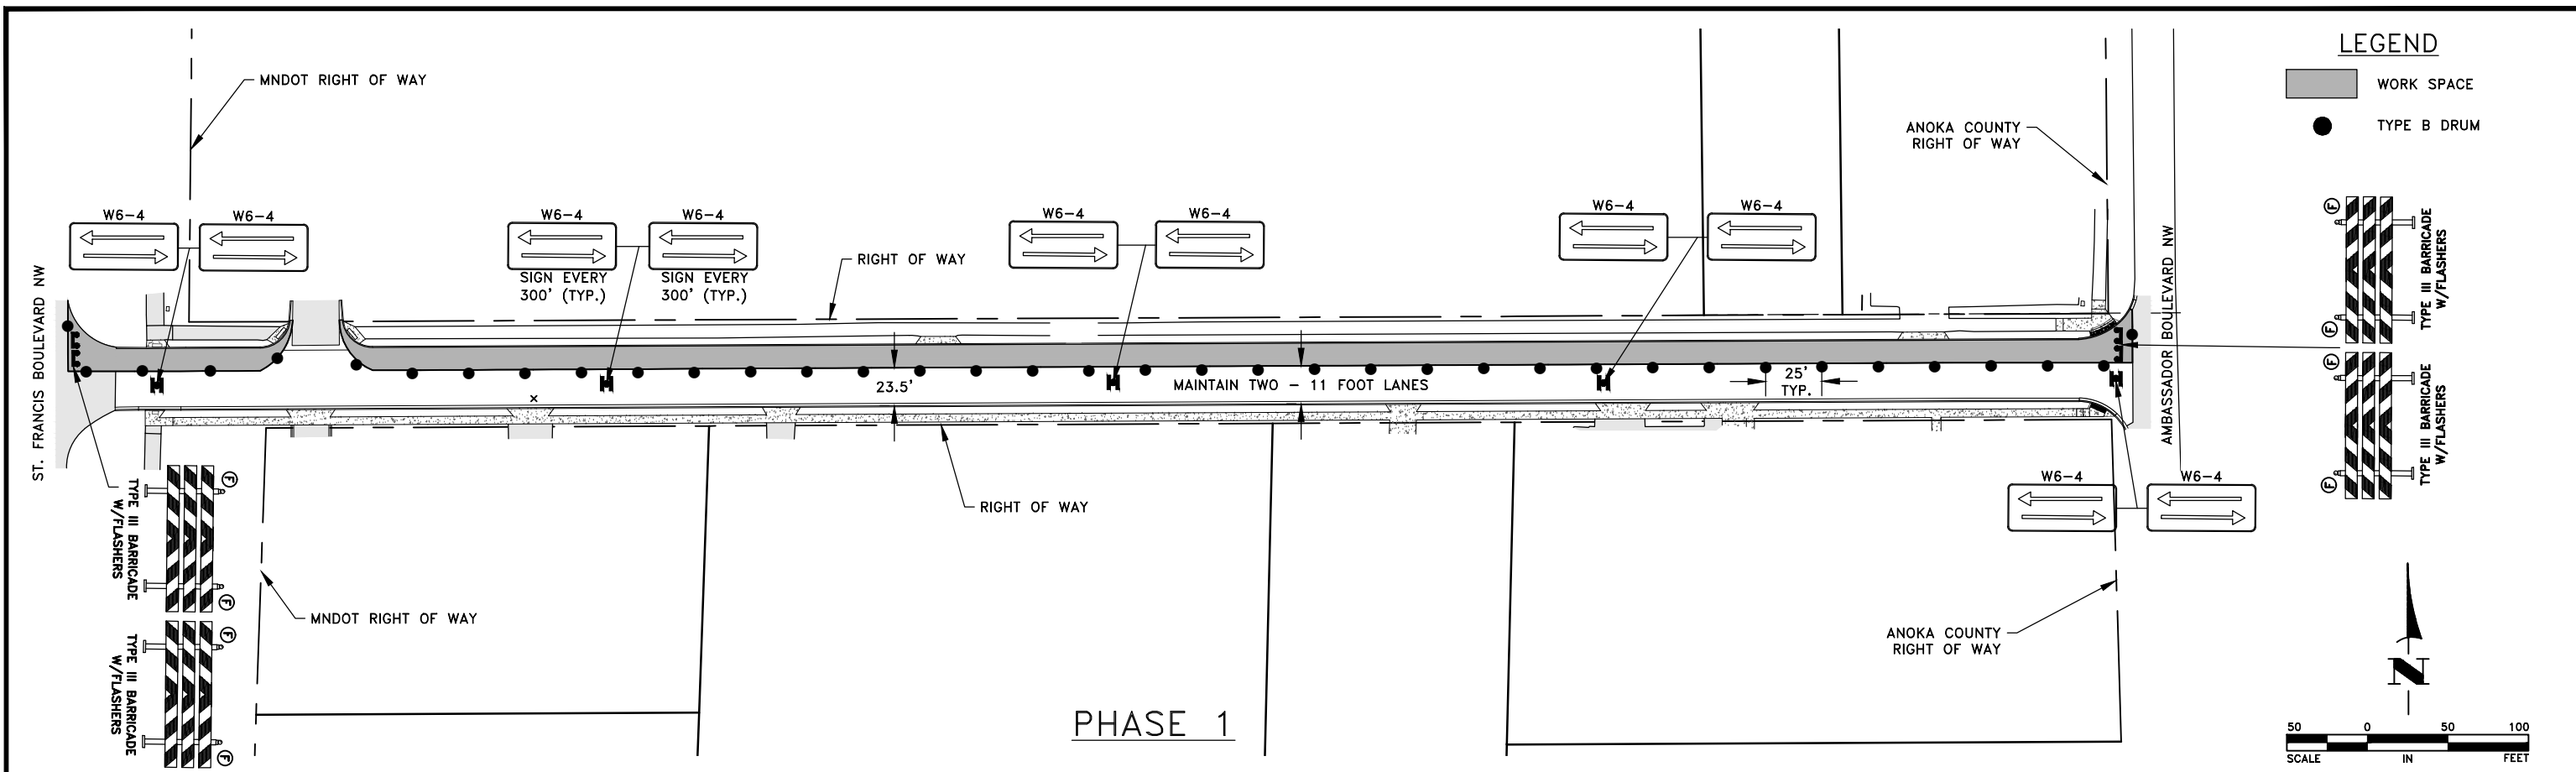 LEGEND
WORK SPACE
TYPE B DRUM
MNDOT RIGHT OF WAY
ANOKA COUNTY
RIGHT OF WAY
W6-4
W6-4
W6-4
W6-4
SIGN EVERY
300' (TYP.)
SIGN EVERY
300' (TYP.)
W6-4
W6-4
W6-4
W6-4
RIGHT OF WAY
ST. FRANCIS BOULEVARD NW
AMBASSADOR BOULEVARD NW
TYPE III BARRICADE
W/FLASHERS
F
F
TYPE III BARRICADE
W/FLASHERS
F
F
23.5'
MAINTAIN TWO - 11 FOOT LANES
25'
TYP.
x
W6-4
W6-4
TYPE III BARRICADE
W/FLASHERS
F
F
TYPE III BARRICADE
W/FLASHERS
F
F
RIGHT OF WAY
MNDOT RIGHT OF WAY
ANOKA COUNTY
RIGHT OF WAY
PHASE 1
N
50 0 50 100
SCALE IN FEET